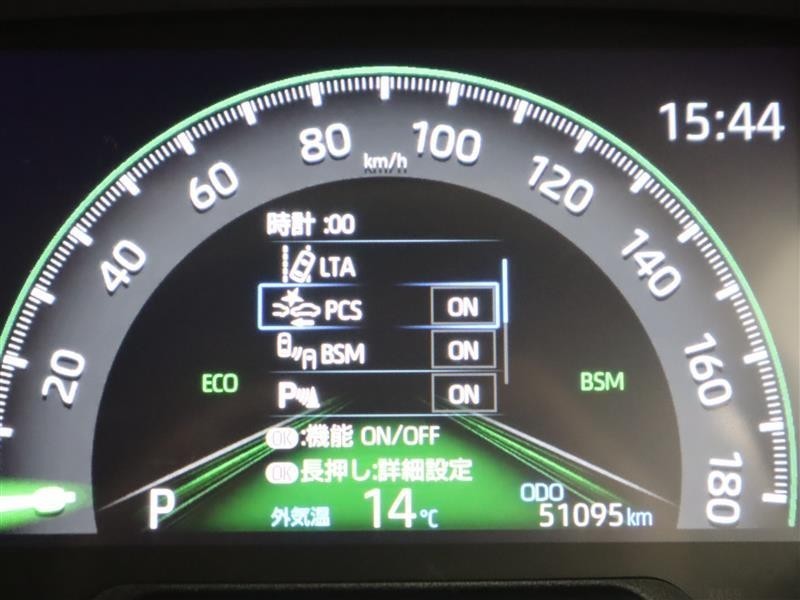 15:44
20
40
60
80
100
120
140
160
180
km/h
時計 :00
LTA
PCS ON
BSM ON
P ON
ECO
BSM
OK:機能 ON/OFF
OK長押し:詳細設定
P
外気温 14℃
ODO
51095km